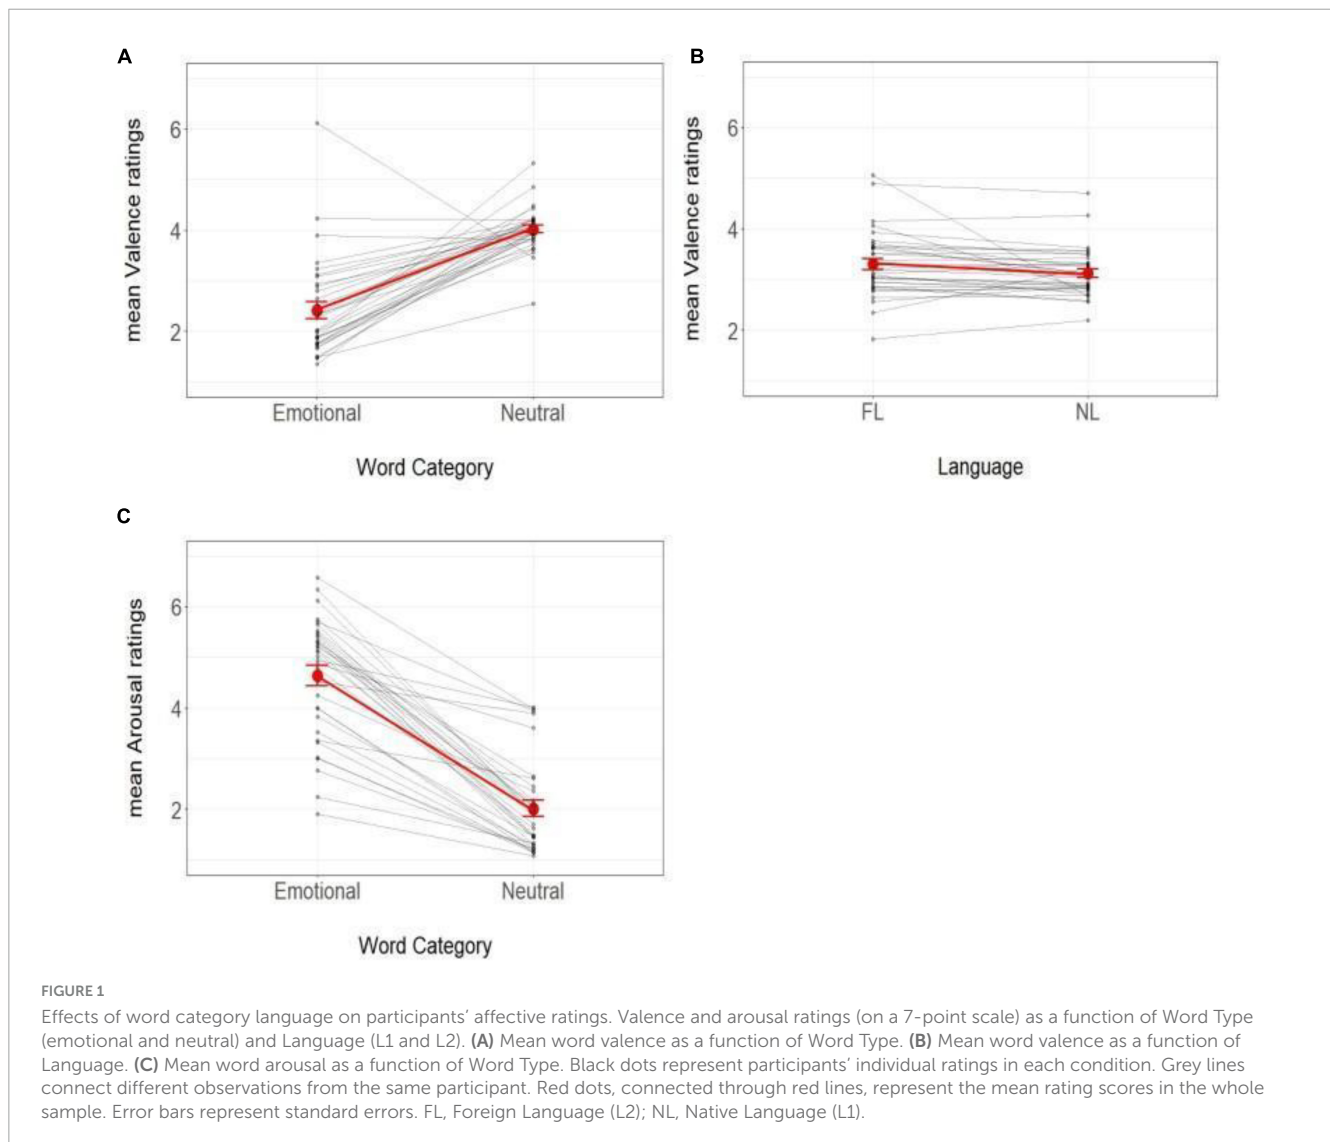 A
mean Valence ratings
6
4
2
Emotional
Neutral
Word Category
B
mean Valence ratings
6
4
2
FL
NL
Language
C
mean Arousal ratings
6
4
2
Emotional
Neutral
Word Category
FIGURE 1
Effects of word category language on participants’ affective ratings. Valence and arousal ratings (on a 7-point scale) as a function of Word Type
(emotional and neutral) and Language (L1 and L2). (A) Mean word valence as a function of Word Type. (B) Mean word valence as a function of
Language. (C) Mean word arousal as a function of Word Type. Black dots represent participants’ individual ratings in each condition. Grey lines
connect different observations from the same participant. Red dots, connected through red lines, represent the mean rating scores in the whole
sample. Error bars represent standard errors. FL, Foreign Language (L2); NL, Native Language (L1).